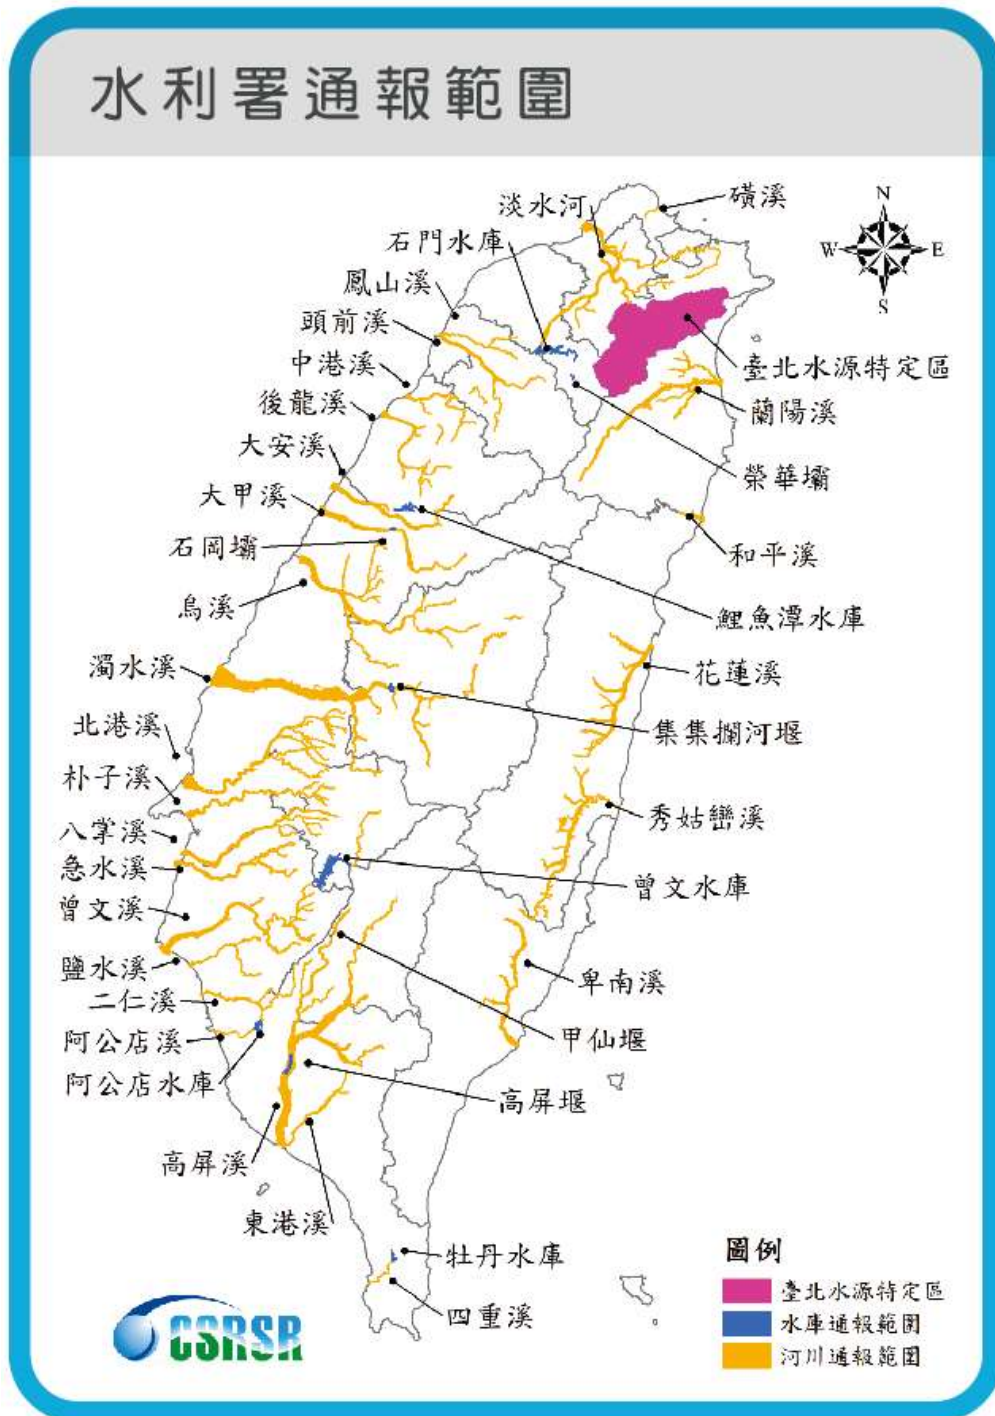 水利署通報範圍
N
W
E
S
磺溪
淡水河
石門水庫
鳳山溪
頭前溪
中港溪
後龍溪
大安溪
大甲溪
石岡壩
烏溪
濁水溪
北港溪
朴子溪
八掌溪
急水溪
曾文溪
鹽水溪
二仁溪
阿公店溪
阿公店水庫
高屏溪
東港溪
臺北水源特定區
蘭陽溪
榮華壩
和平溪
鯉魚潭水庫
花蓮溪
集集攔河堰
秀姑巒溪
曾文水庫
卑南溪
甲仙堰
高屏堰
牡丹水庫
四重溪
圖例
臺北水源特定區
水庫通報範圍
河川通報範圍
CSRSR